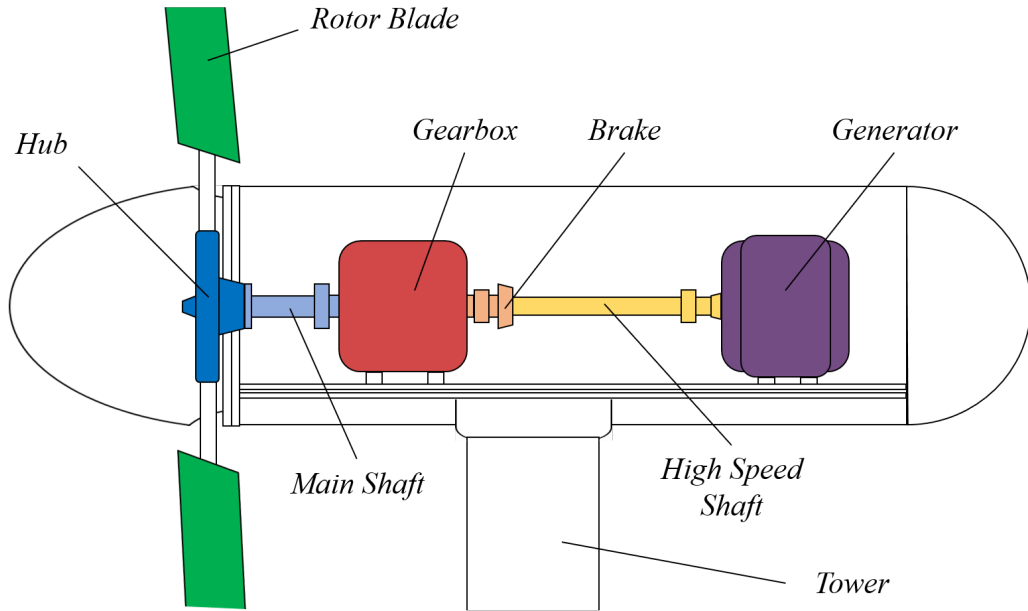 Rotor Blade
Hub
Gearbox
Brake
Generator
Main Shaft
High Speed
Shaft
Tower